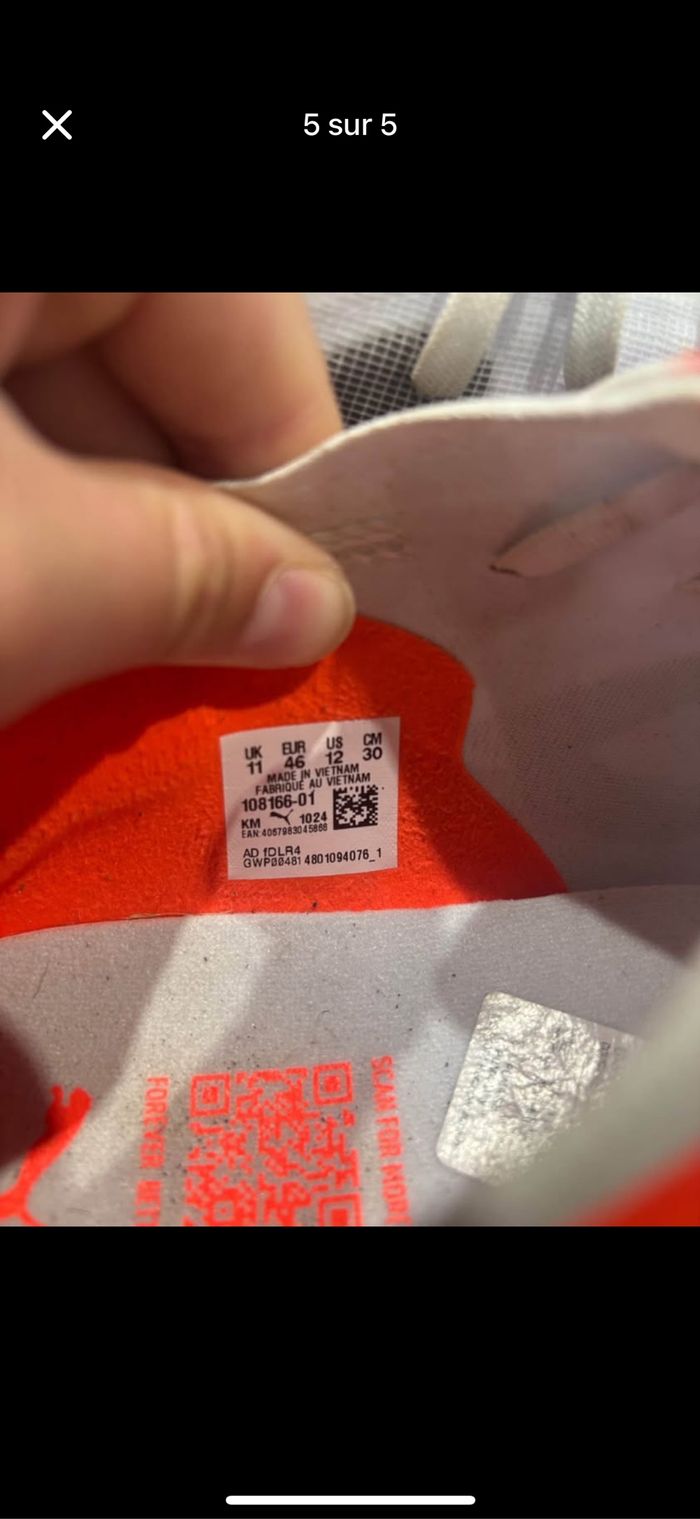 5 sur 5
UK EUR US CM
11 46 12 30
MADE IN VIETNAM
FABRIQUE AU VIETNAM
108166-01
KM 1024
EAN:4067983045868
AD fDLR4
GWP00481 4801094076_1
FOREVER
SCAN FOR